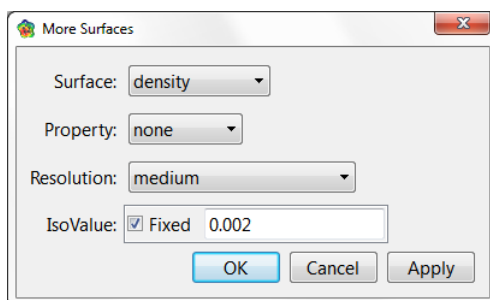 More Surfaces
Surface: density
Property: none
Resolution: medium
IsoValue: Fixed 0.002
OK Cancel Apply